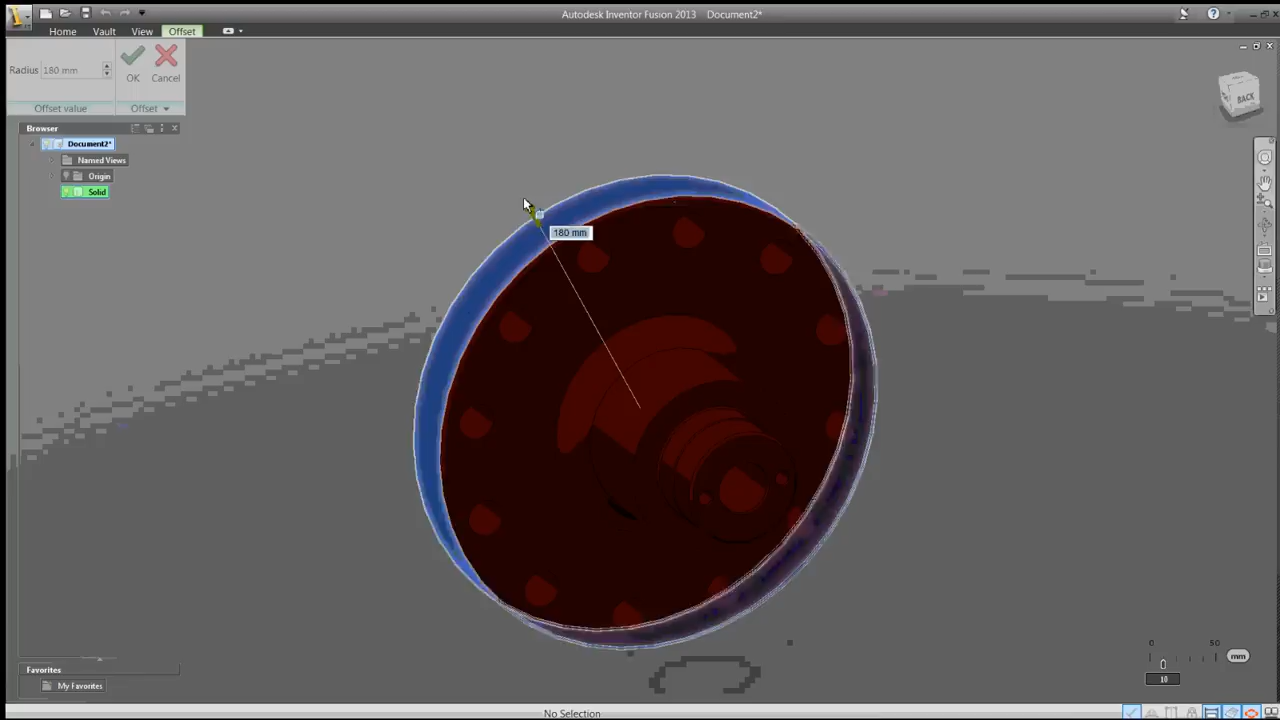 Autodesk Inventor Fusion 2013 Document2*
Home Vault View Offset
Radius 180 mm
OK Cancel
Offset value Offset
Browser
Document2*
Named Views
Origin
Solid
BACK
180 mm
0 50
mm
10
Favorites
My Favorites
No Selection